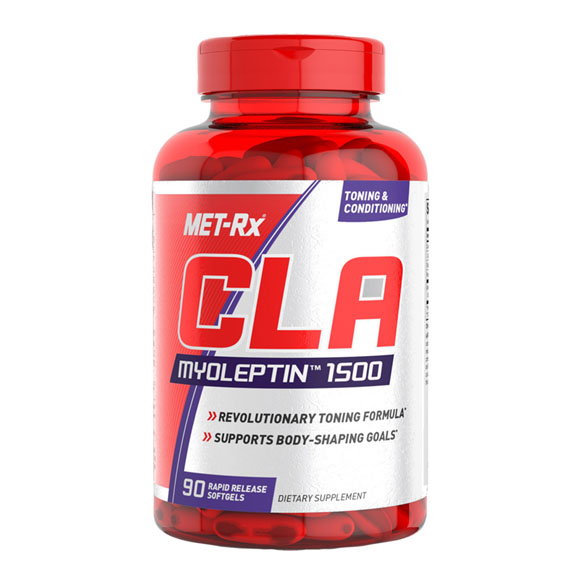 TONING &
CONDITIONING*
MET-Rx®
CLA
MYOLEPTIN™ 1500
» REVOLUTIONARY TONING FORMULA*
» SUPPORTS BODY-SHAPING GOALS*
90 RAPID RELEASE
SOFTGELS
DIETARY SUPPLEMENT